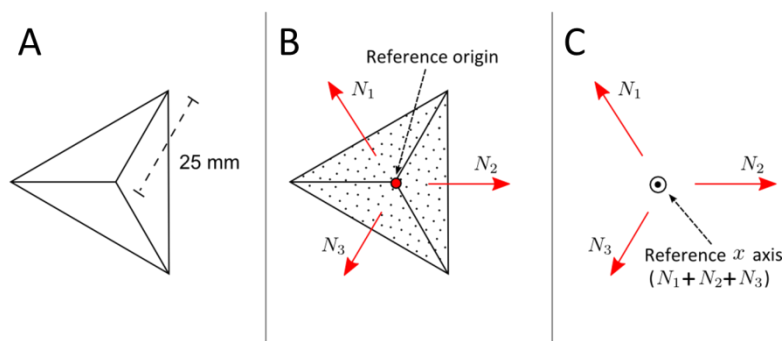 A
25 mm
B
Reference origin
N₁
N₂
N₃
C
N₁
N₂
N₃
Reference x axis
(N₁+N₂+N₃)